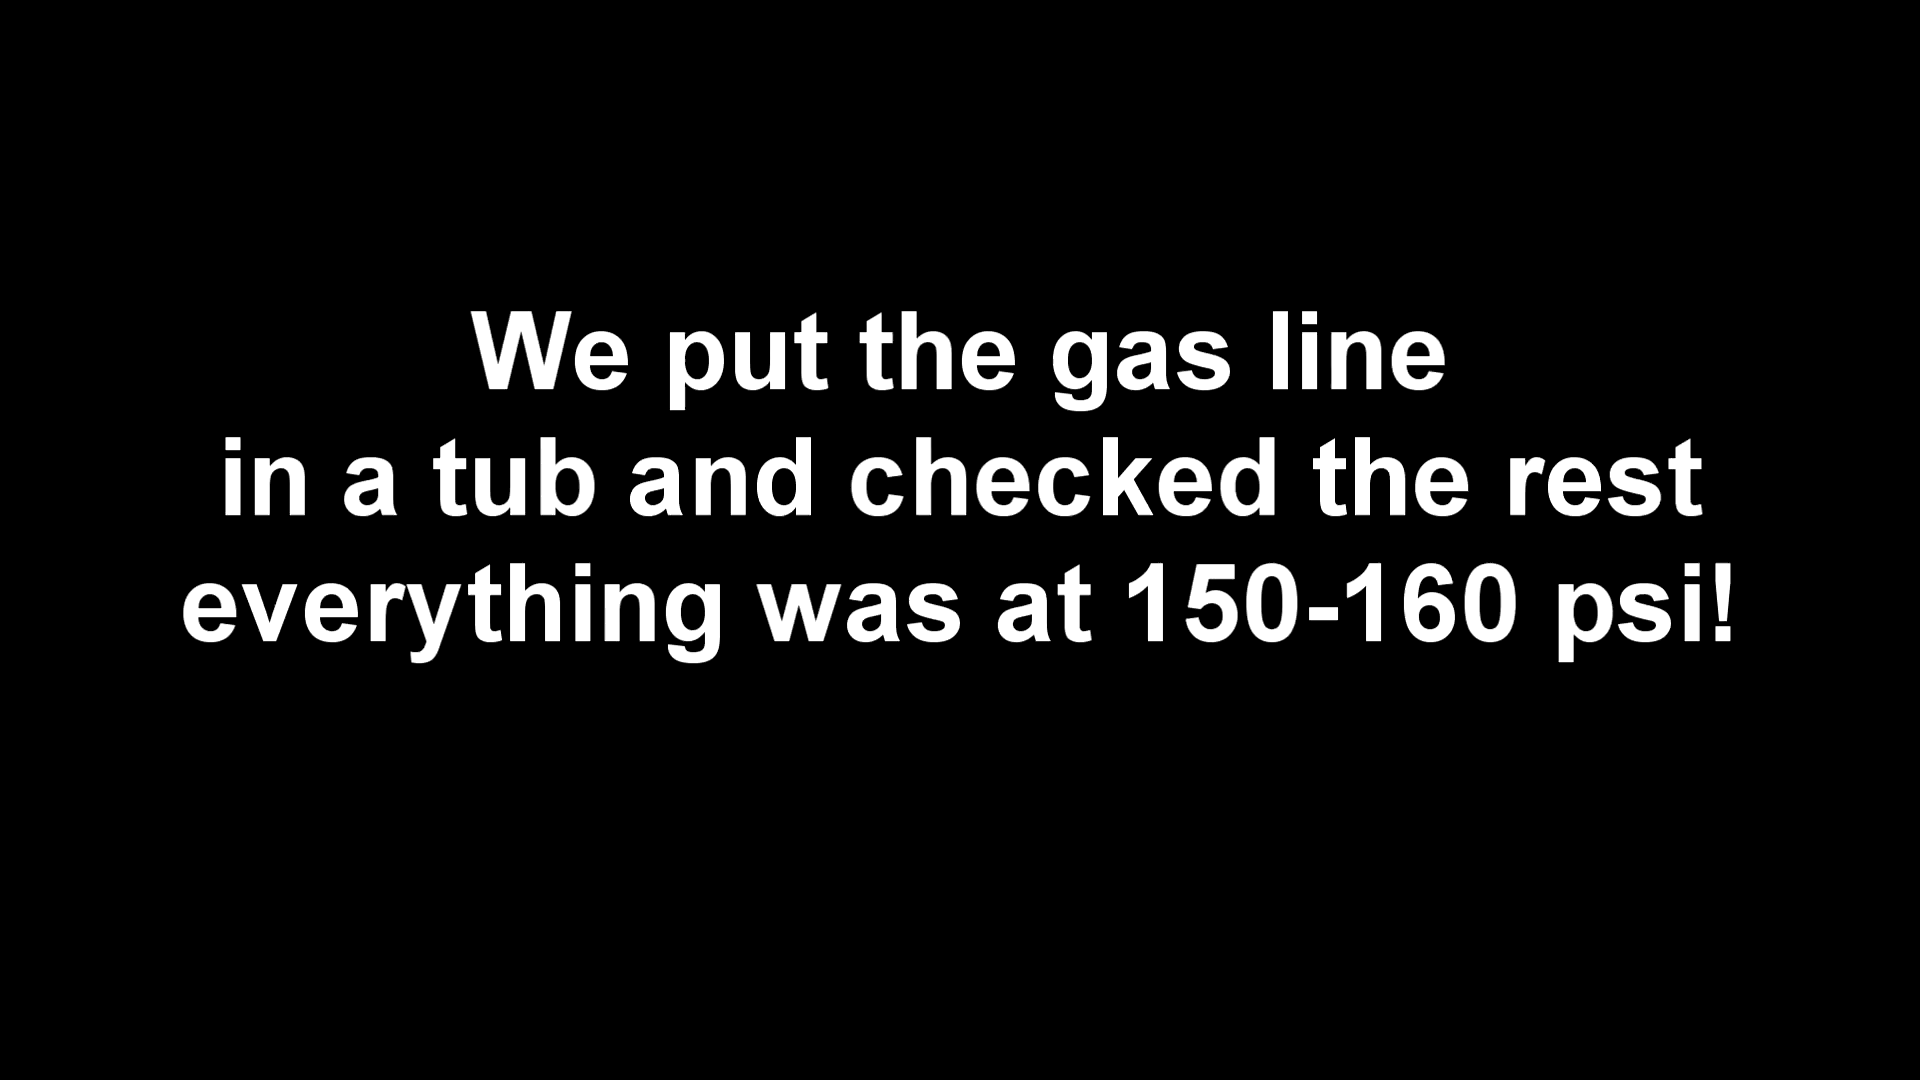 We put the gas line
in a tub and checked the rest
everything was at 150-160 psi!